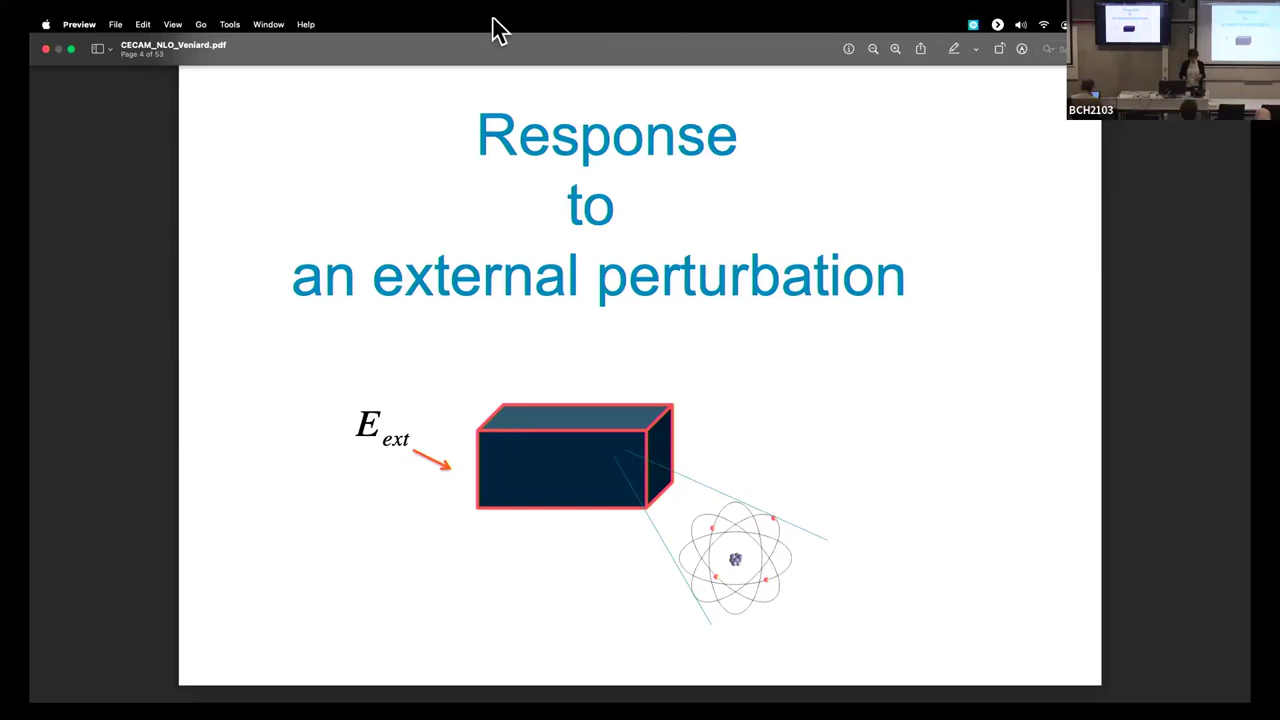 Preview File Edit View Go Tools Window Help
CECAM_NLO_Veniard.pdf
Page 4 of 53
BCH2103
Response
to
an external perturbation
E ext